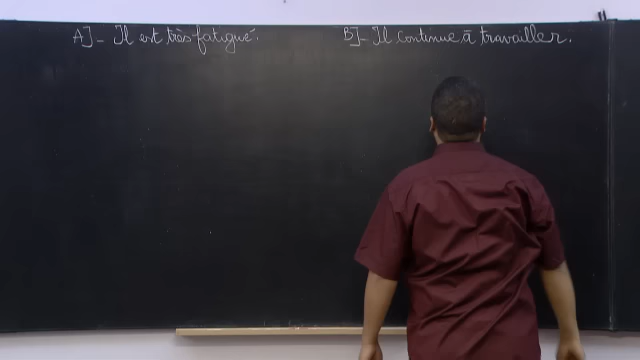 A]- Il est très fatigué. B]- Il continue à travailler.